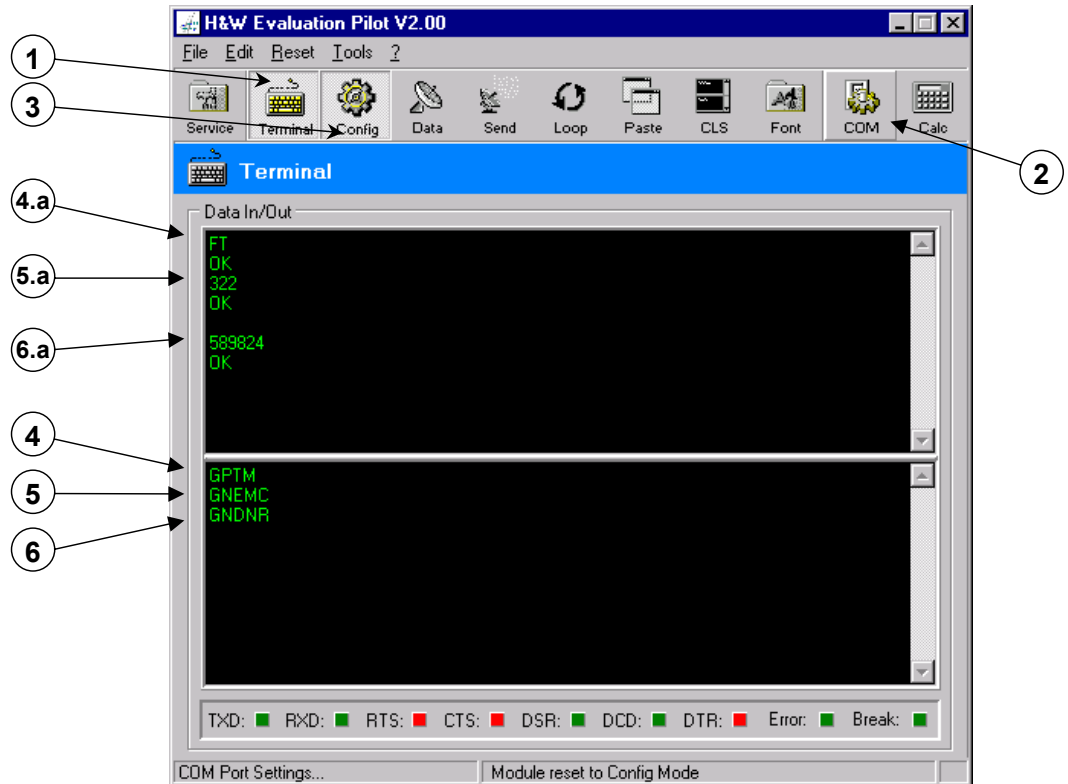 H&W Evaluation Pilot V2.00
File Edit Reset Tools ?
Service Terminal Config Data Send Loop Paste CLS Font COM Calc
1
3
2
Terminal
4.a
Data In/Out
FT
OK
5.a
322
OK
6.a
589824
OK
4
GPTM
5
GNEMC
GNDNR
6
TXD: RXD: RTS: CTS: DSR: DCD: DTR: Error: Break:
COM Port Settings... Module reset to Config Mode